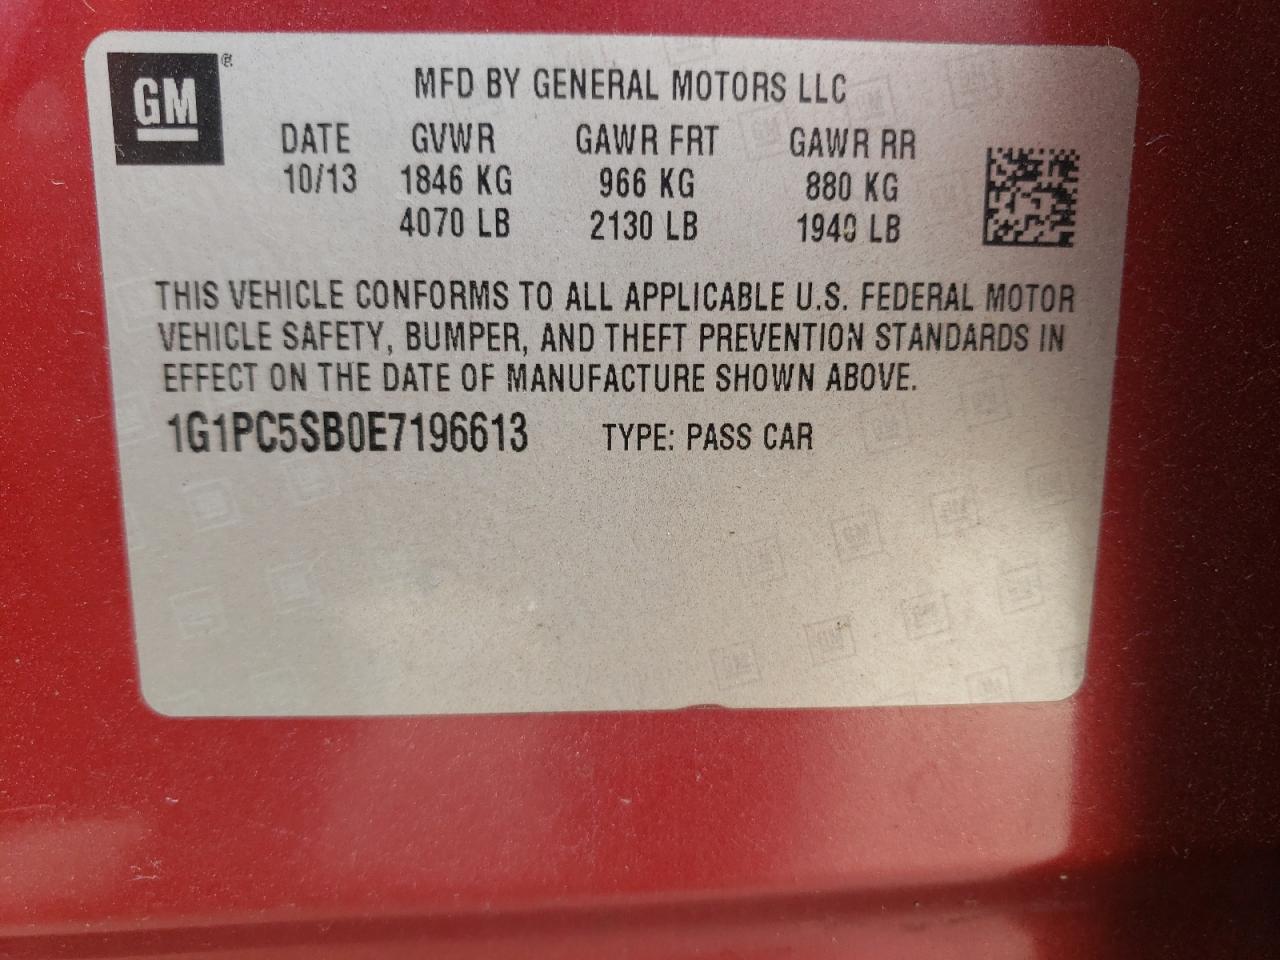 GM®
MFD BY GENERAL MOTORS LLC
DATE GVWR GAWR FRT GAWR RR
10/13 1846 KG 966 KG 880 KG
4070 LB 2130 LB 1940 LB
THIS VEHICLE CONFORMS TO ALL APPLICABLE U.S. FEDERAL MOTOR
VEHICLE SAFETY, BUMPER, AND THEFT PREVENTION STANDARDS IN
EFFECT ON THE DATE OF MANUFACTURE SHOWN ABOVE.
1G1PC5SB0E7196613 TYPE: PASS CAR